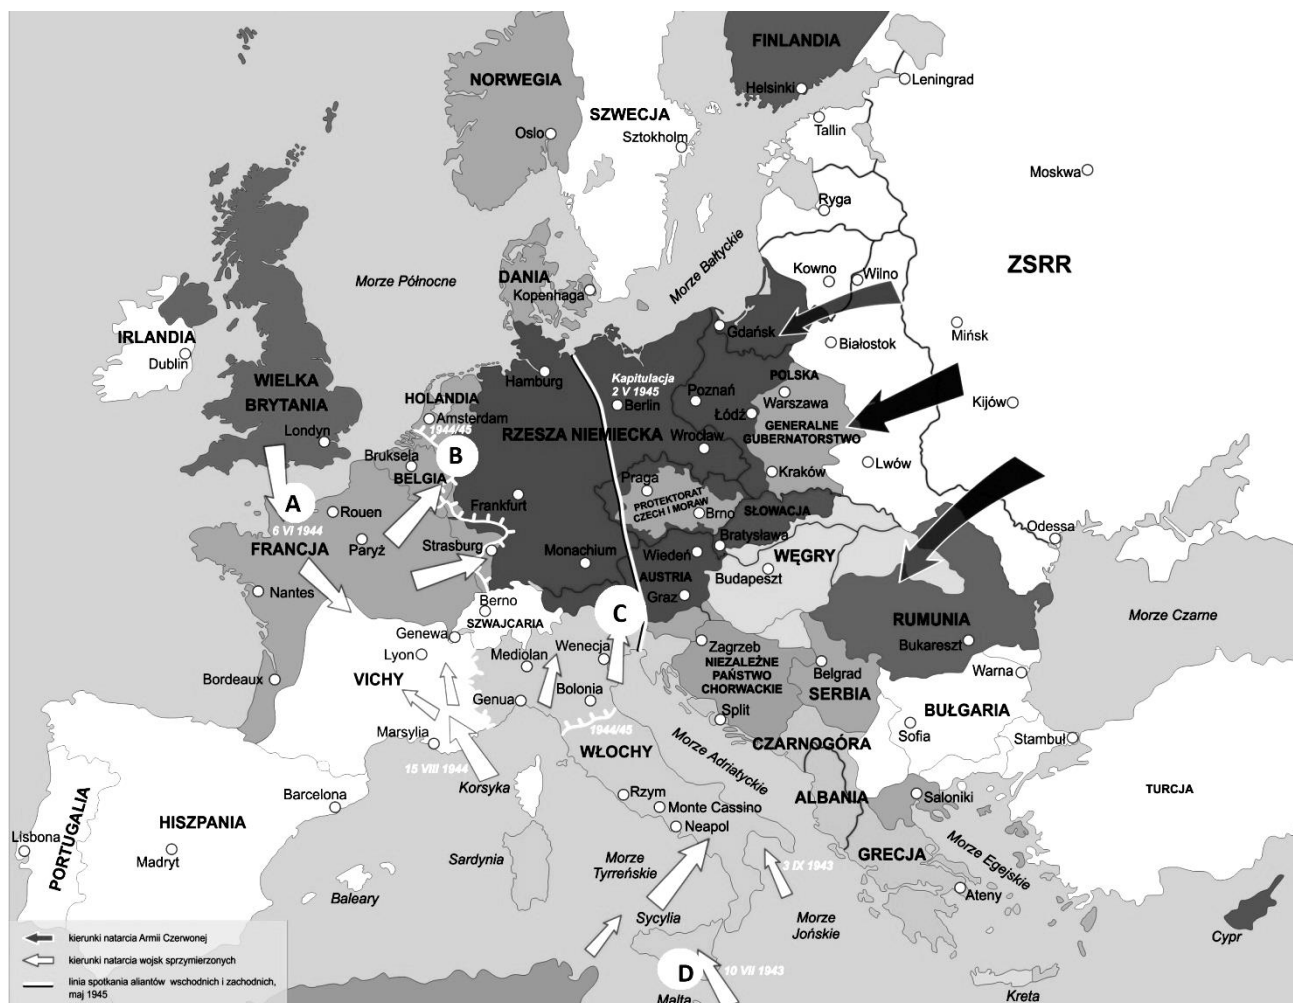 FINLANDIA
Helsinki
Leningrad
NORWEGIA
Oslo
SZWECJA
Sztokholm
Tallin
Moskwa
Ryga
ZSRR
Morze Północne
DANIA
Kopenhaga
Morze Bałtyckie
Kowno
Wilno
Gdańsk
Mińsk
Białostok
IRLANDIA
Dublin
WIELKA
BRYTANIA
Londyn
HOLANDIA
Amsterdam
1944/45
Hamburg
Kapitulacja
2 V 1945
Berlin
Poznań
POLSKA
Warszawa
Łódź
GENERALNE
GUBERNATORSTWO
Kijów
RZESZA NIEMIECKA
Wrocław
Kraków
Lwów
Bruksela
BELGIA
B
A
6 VI 1944
Rouen
Paryż
FRANCJA
Frankfurt
Praga
PROTEKTORAT
CZECH I MORAW
Brno
SŁOWACJA
Bratysława
Odessa
Strasburg
Monachium
Wiedeń
AUSTRIA
Graz
WĘGRY
Budapeszt
Nantes
Berno
SZWAJCARIA
C
RUMUNIA
Bukareszt
Morze Czarne
Genewa
Lyon
VICHY
Mediolan
Wenecja
Zagrzeb
NIEZALEŻNE
PAŃSTWO
CHORWACKIE
Belgrad
SERBIA
Warna
Bordeaux
Genua
Bolonia
1944/45
Split
BUŁGARIA
Sofia
Stambuł
Marsylia
15 VIII 1944
Korsyka
WŁOCHY
Morze Adriatyckie
CZARNOGÓRA
ALBANIA
Saloniki
TURCJA
Barcelona
Rzym
Monte Cassino
Neapol
PORTUGALIA
Lisbona
HISZPANIA
Madryt
Sardynia
Morze
Tyrreńskie
3 IX 1943
GRECJA
Morze Egejskie
Ateny
Baleary
Sycylia
Morze
Jońskie
Cypr
D
10 VII 1943
Malta
Kreta
kierunki natarcia Armii Czerwonej
kierunki natarcia wojsk sprzymierzonych
linia spotkania aliantów wschodnich i zachodnich,
maj 1945